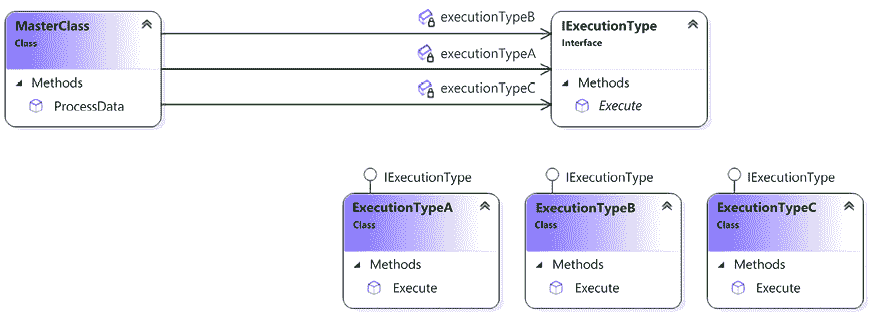 MasterClass
Class
Methods
ProcessData
executionTypeB
executionTypeA
executionTypeC
IExecutionType
Interface
Methods
Execute
IExecutionType
ExecutionTypeA
Class
Methods
Execute
IExecutionType
ExecutionTypeB
Class
Methods
Execute
IExecutionType
ExecutionTypeC
Class
Methods
Execute